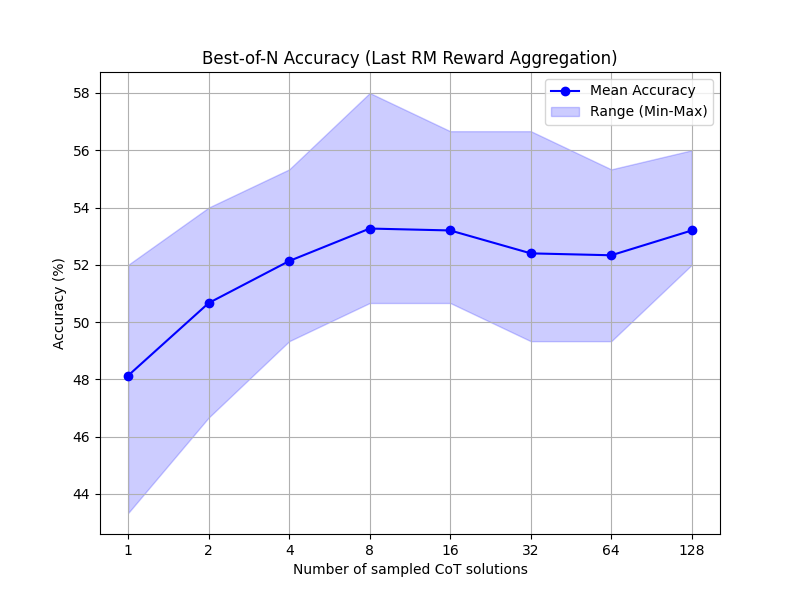 Best-of-N Accuracy (Last RM Reward Aggregation)
Mean Accuracy
Range (Min-Max)
Accuracy (%)
58
56
54
52
50
48
46
44
1 2 4 8 16 32 64 128
Number of sampled CoT solutions